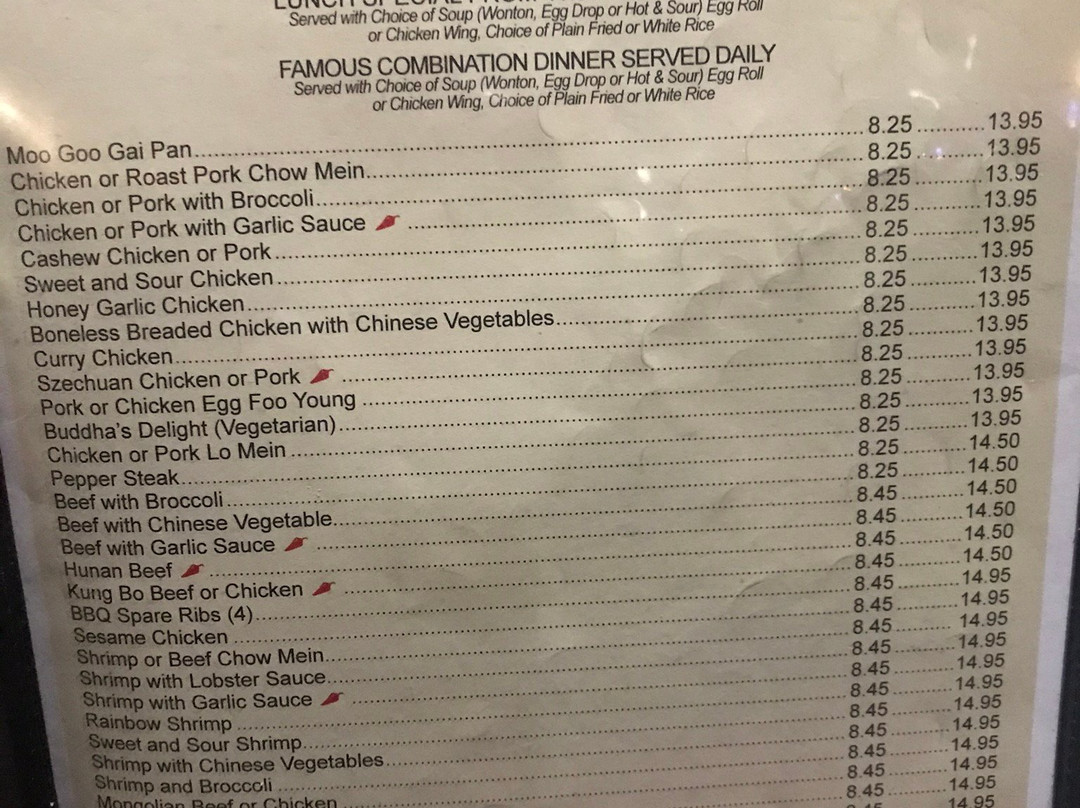 LUNCH SPECIAL
Served with Choice of Soup (Wonton, Egg Drop or Hot & Sour) Egg Roll
or Chicken Wing, Choice of Plain Fried or White Rice
FAMOUS COMBINATION DINNER SERVED DAILY
Served with Choice of Soup (Wonton, Egg Drop or Hot & Sour) Egg Roll
or Chicken Wing, Choice of Plain Fried or White Rice
Moo Goo Gai Pan 8.25 13.95
Chicken or Roast Pork Chow Mein 8.25 13.95
Chicken or Pork with Broccoli 8.25 13.95
Chicken or Pork with Garlic Sauce 8.25 13.95
Cashew Chicken or Pork 8.25 13.95
Sweet and Sour Chicken 8.25 13.95
Honey Garlic Chicken 8.25 13.95
Boneless Breaded Chicken with Chinese Vegetables 8.25 13.95
Curry Chicken 8.25 13.95
Szechuan Chicken or Pork 8.25 13.95
Pork or Chicken Egg Foo Young 8.25 13.95
Buddha's Delight (Vegetarian) 8.25 13.95
Chicken or Pork Lo Mein 8.25 13.95
Pepper Steak 8.25 14.50
Beef with Broccoli 8.25 14.50
Beef with Chinese Vegetable 8.45 14.50
Beef with Garlic Sauce 8.45 14.50
Hunan Beef 8.45 14.50
Kung Bo Beef or Chicken 8.45 14.50
BBQ Spare Ribs (4) 8.45 14.95
Sesame Chicken 8.45 14.95
Shrimp or Beef Chow Mein 8.45 14.95
Shrimp with Lobster Sauce 8.45 14.95
Shrimp with Garlic Sauce 8.45 14.95
Rainbow Shrimp 8.45 14.95
Sweet and Sour Shrimp 8.45 14.95
Shrimp with Chinese Vegetables 8.45 14.95
Shrimp and Broccoli 8.45 14.95
Mongolian Beef or Chicken 8.45 14.95
8.45 14.95
8.45 14.95